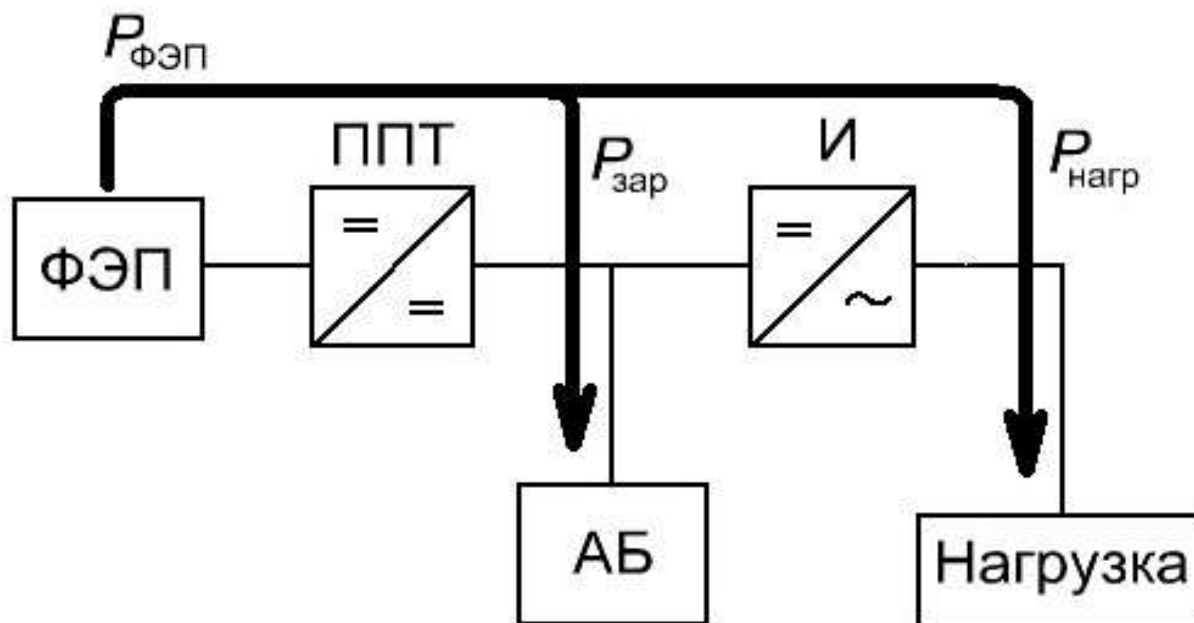 PФЭП
ППТ
Pзар
И
Pнагр
ФЭП
=
=
=
~
АБ
Нагрузка